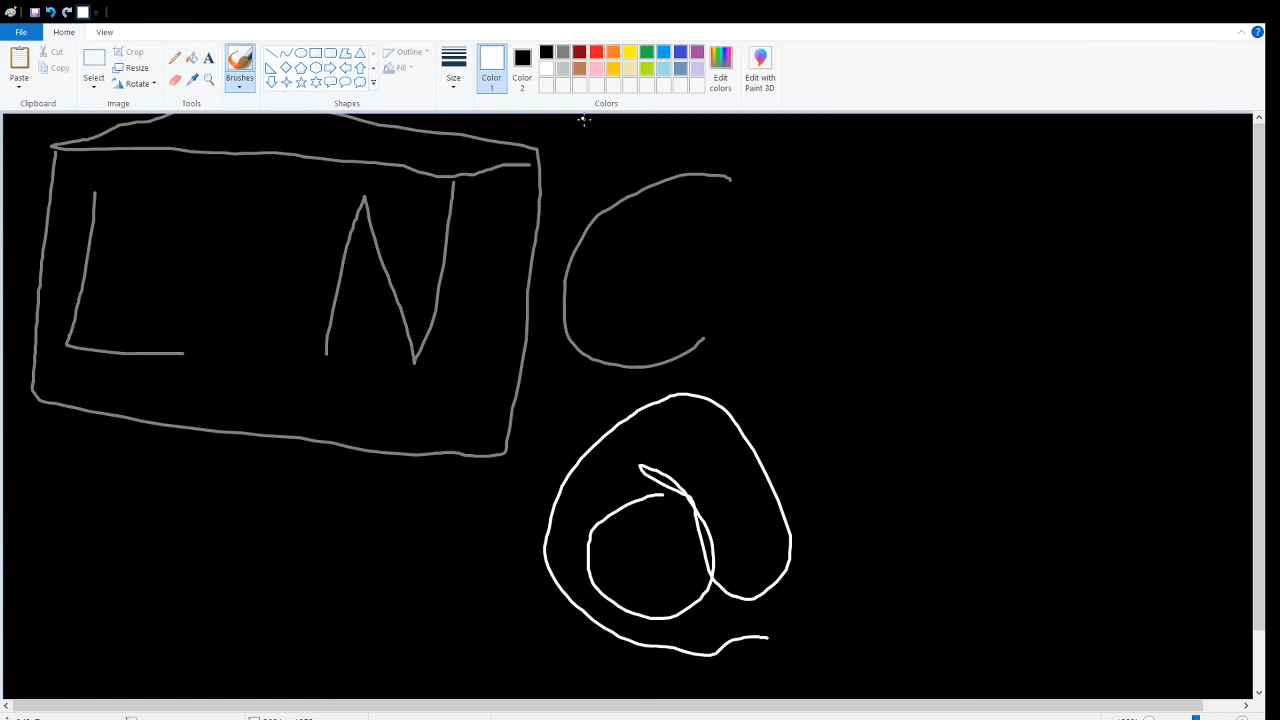 File Home View
Paste
Cut
Copy
Clipboard
Select
Crop
Resize
Rotate
Image
Tools
Brushes
Shapes
Outline
Fill
Size
Color 1
Color 2
Colors
Edit colors
Edit with Paint 3D
L N C
@